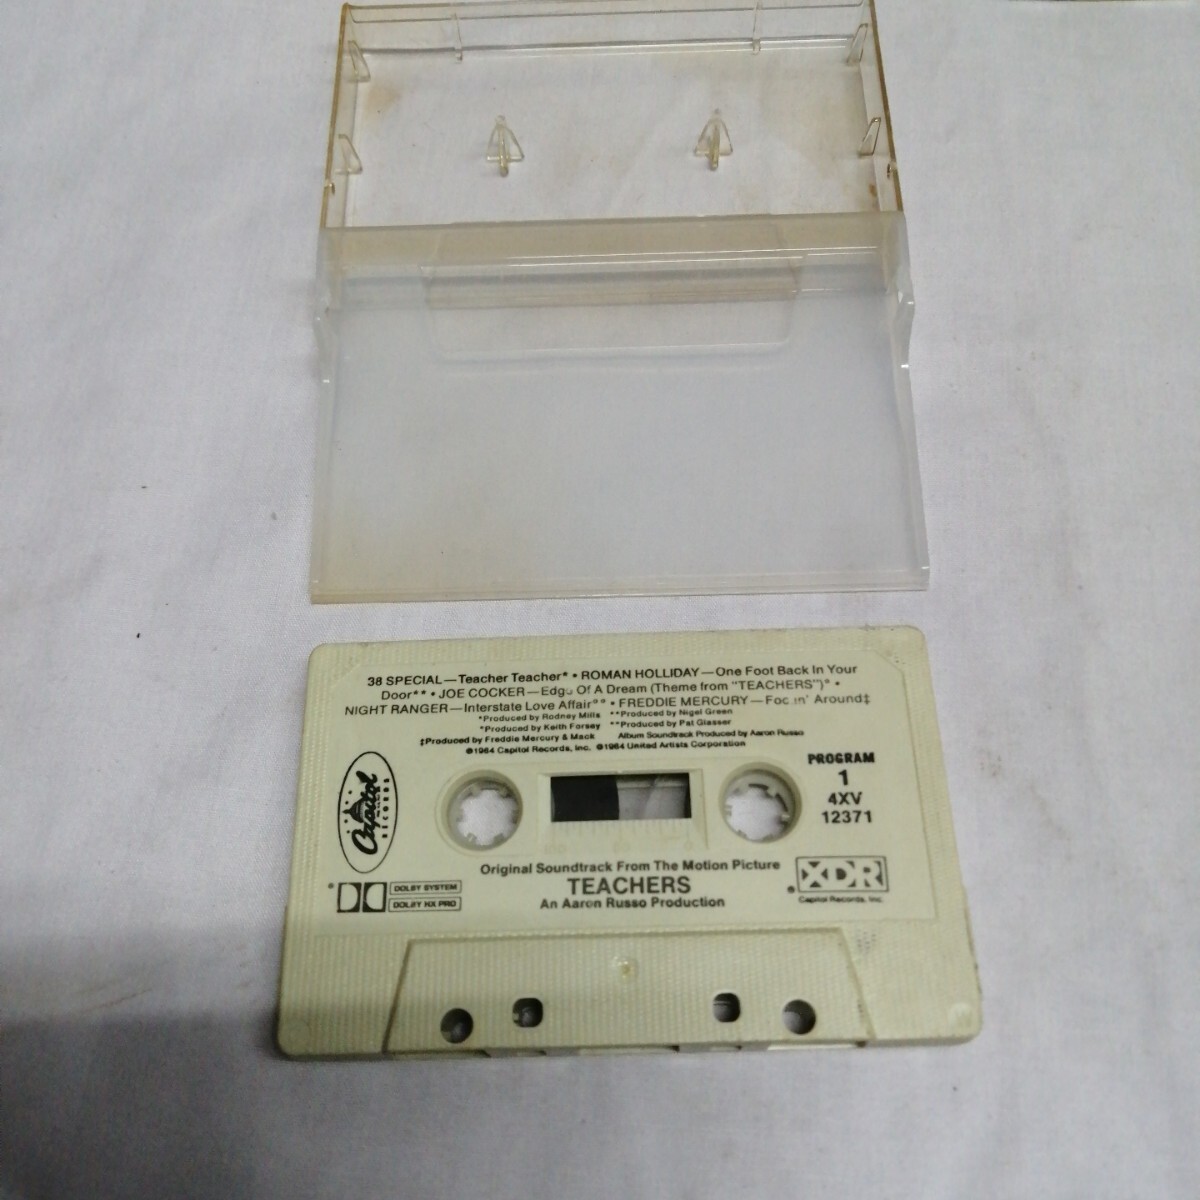 38 SPECIAL—Teacher Teacher* • ROMAN HOLLIDAY—One Foot Back In Your
Door** • JOE COCKER—Edge Of A Dream (Theme from "TEACHERS")° •
NIGHT RANGER—Interstate Love Affair°° • FREDDIE MERCURY—Foolin' Around‡
*Produced by Rodney Mills **Produced by Nigel Green
°Produced by Keith Forsey °°Produced by Pat Glasser
‡Produced by Freddie Mercury & Mack Album Soundtrack Produced by Aaron Russo
℗1984 Capitol Records, Inc. ©1984 United Artists Corporation
Capitol
RECORDS
PROGRAM
1
4XV
12371
Original Soundtrack From The Motion Picture
TEACHERS
An Aaron Russo Production
DOLBY SYSTEM
DOLBY HX PRO
XDR
Capitol Records, Inc.